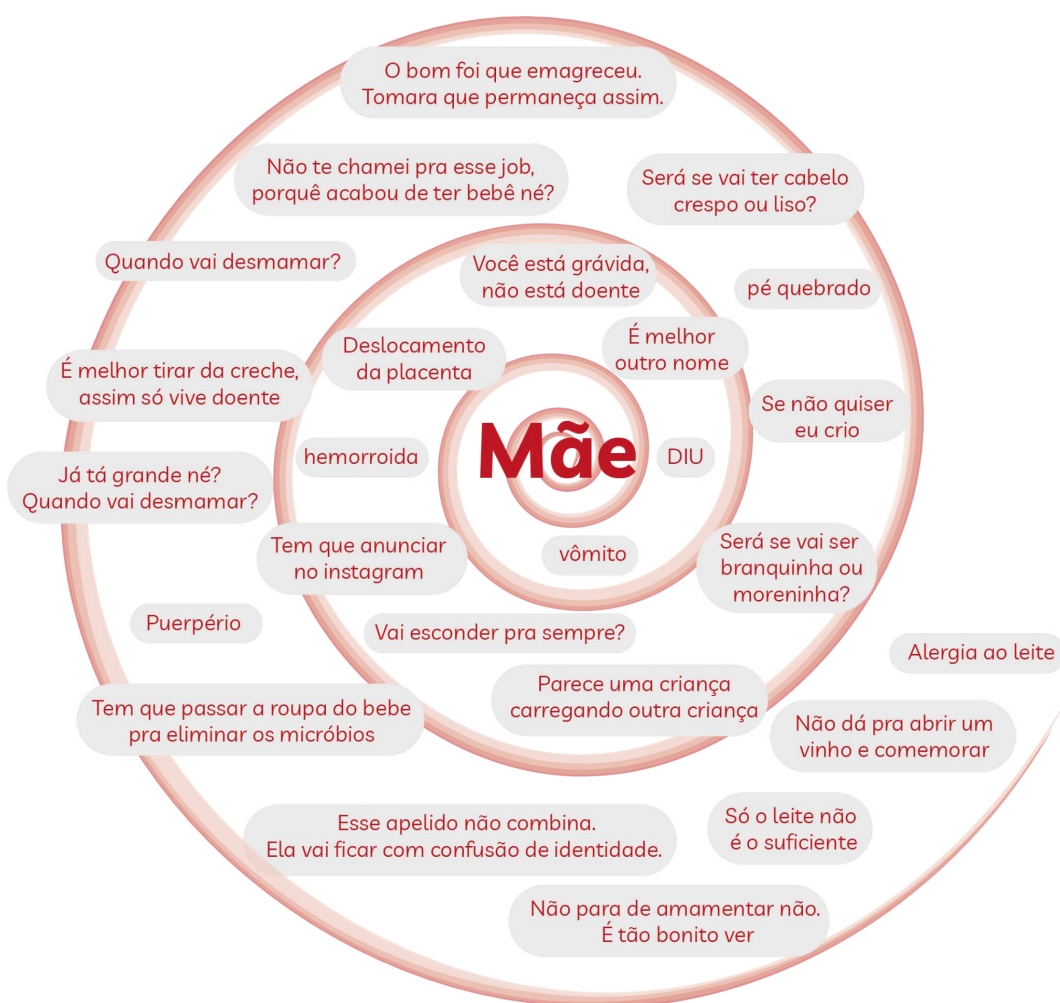 O bom foi que emagreceu.
Tomara que permaneça assim.
Não te chamei pra esse job,
porquê acabou de ter bebê né?
Será se vai ter cabelo
crespo ou liso?
Quando vai desmamar?
Você está grávida,
não está doente
pé quebrado
Deslocamento
da placenta
É melhor
outro nome
É melhor tirar da creche,
assim só vive doente
Se não quiser
eu crio
hemorroida
Mãe
DIU
Já tá grande né?
Quando vai desmamar?
Tem que anunciar
no instagram
vômito
Será se vai ser
branquinha ou
moreninha?
Puerpério
Vai esconder pra sempre?
Alergia ao leite
Tem que passar a roupa do bebe
pra eliminar os micróbios
Parece uma criança
carregando outra criança
Não dá pra abrir um
vinho e comemorar
Esse apelido não combina.
Ela vai ficar com confusão de identidade.
Só o leite não
é o suficiente
Não para de amamentar não.
É tão bonito ver